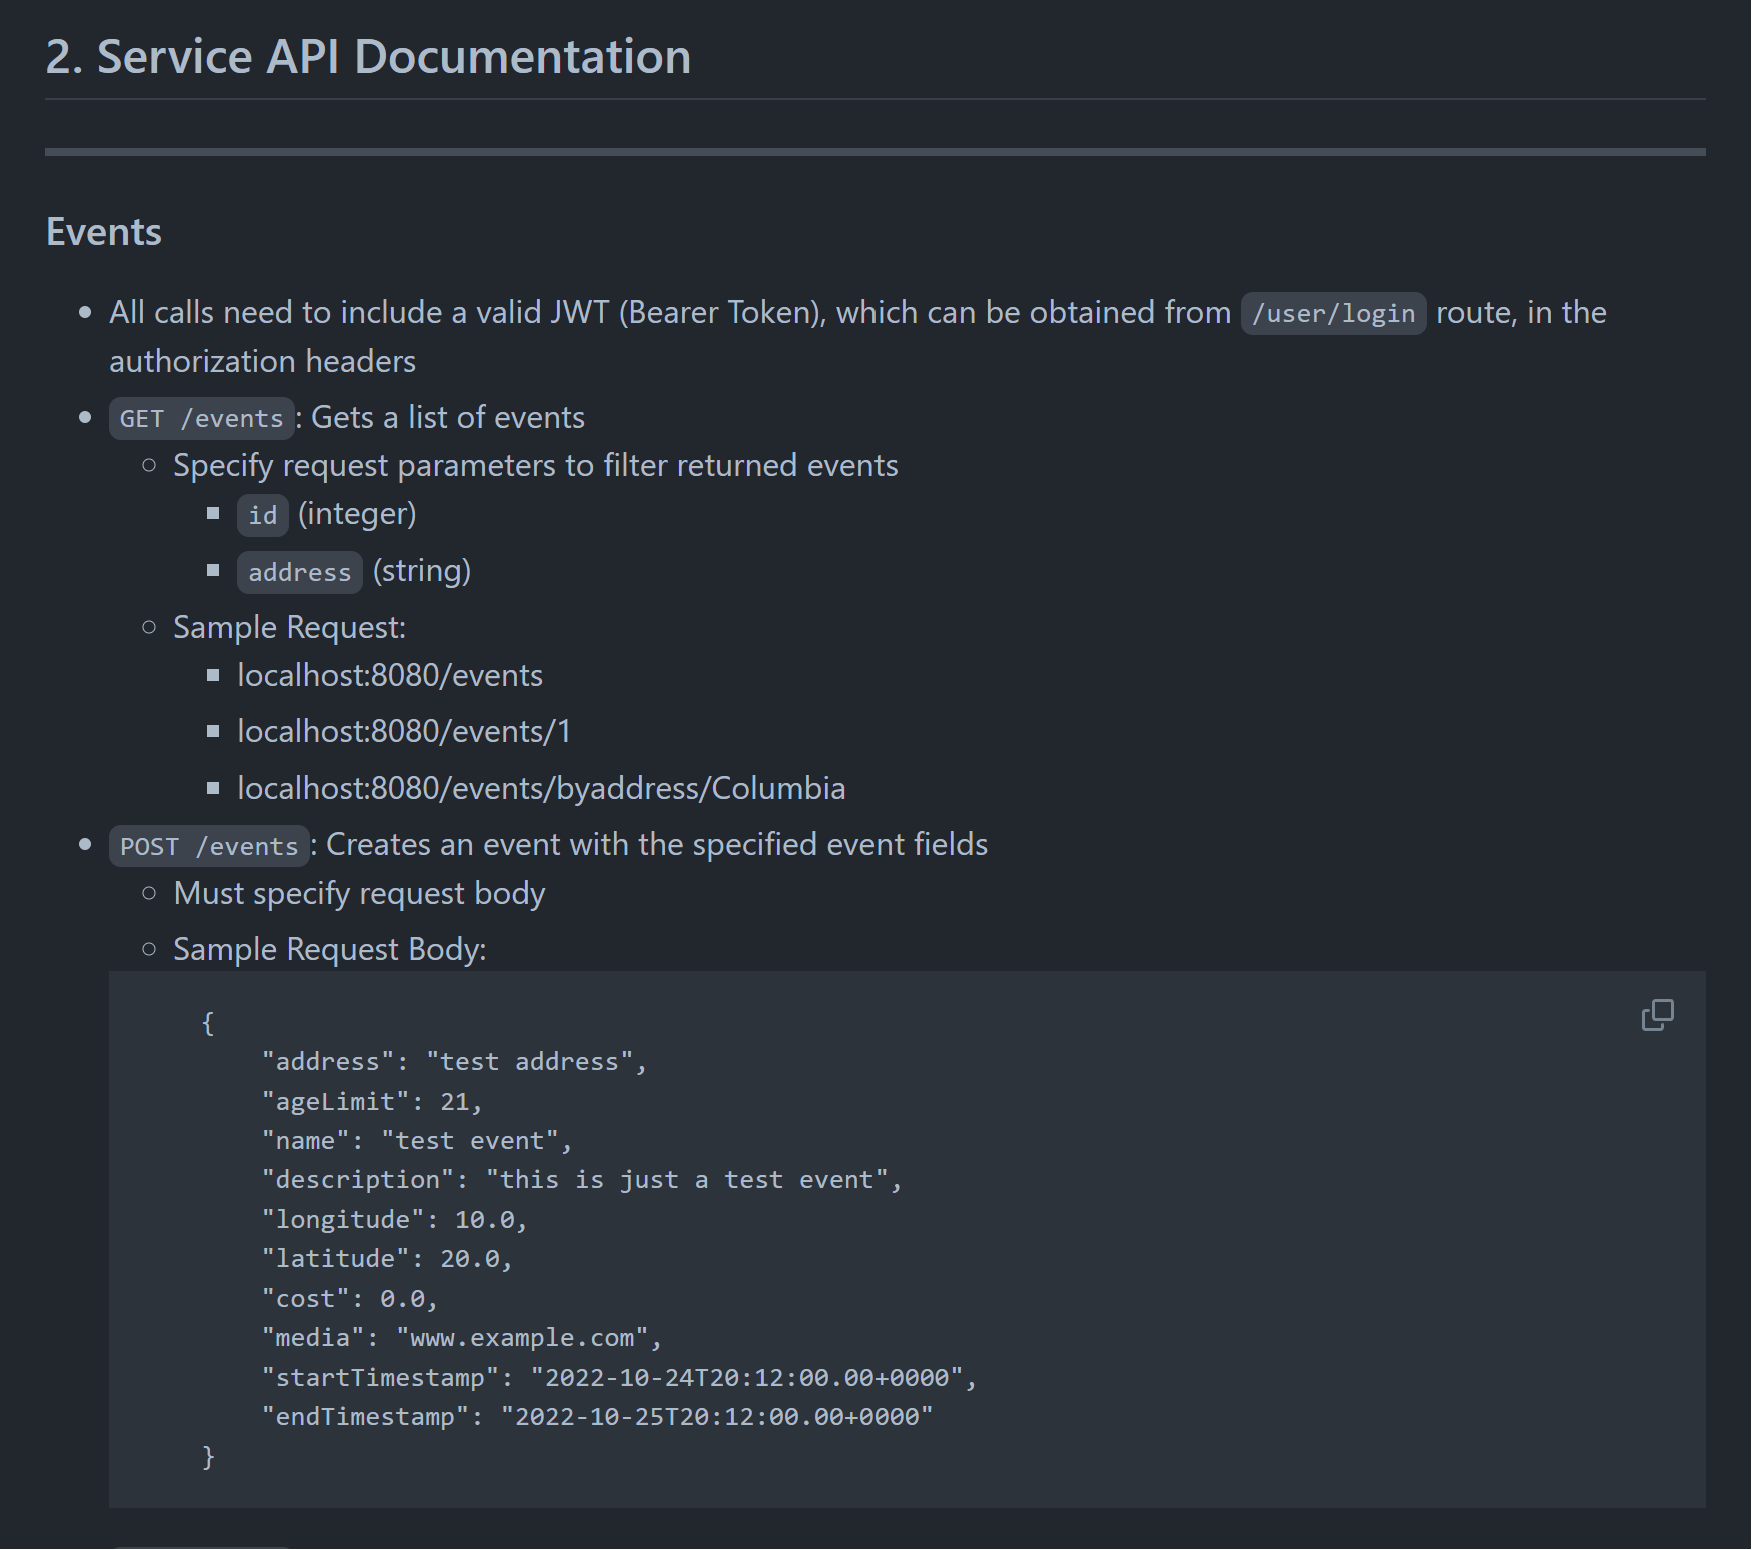 2. Service API Documentation
Events
All calls need to include a valid JWT (Bearer Token), which can be obtained from /user/login route, in the
authorization headers
GET /events: Gets a list of events
Specify request parameters to filter returned events
id (integer)
address (string)
Sample Request:
localhost:8080/events
localhost:8080/events/1
localhost:8080/events/byaddress/Columbia
POST /events: Creates an event with the specified event fields
Must specify request body
Sample Request Body:
{
    "address": "test address",
    "ageLimit": 21,
    "name": "test event",
    "description": "this is just a test event",
    "longitude": 10.0,
    "latitude": 20.0,
    "cost": 0.0,
    "media": "www.example.com",
    "startTimestamp": "2022-10-24T20:12:00.00+0000",
    "endTimestamp": "2022-10-25T20:12:00.00+0000"
}